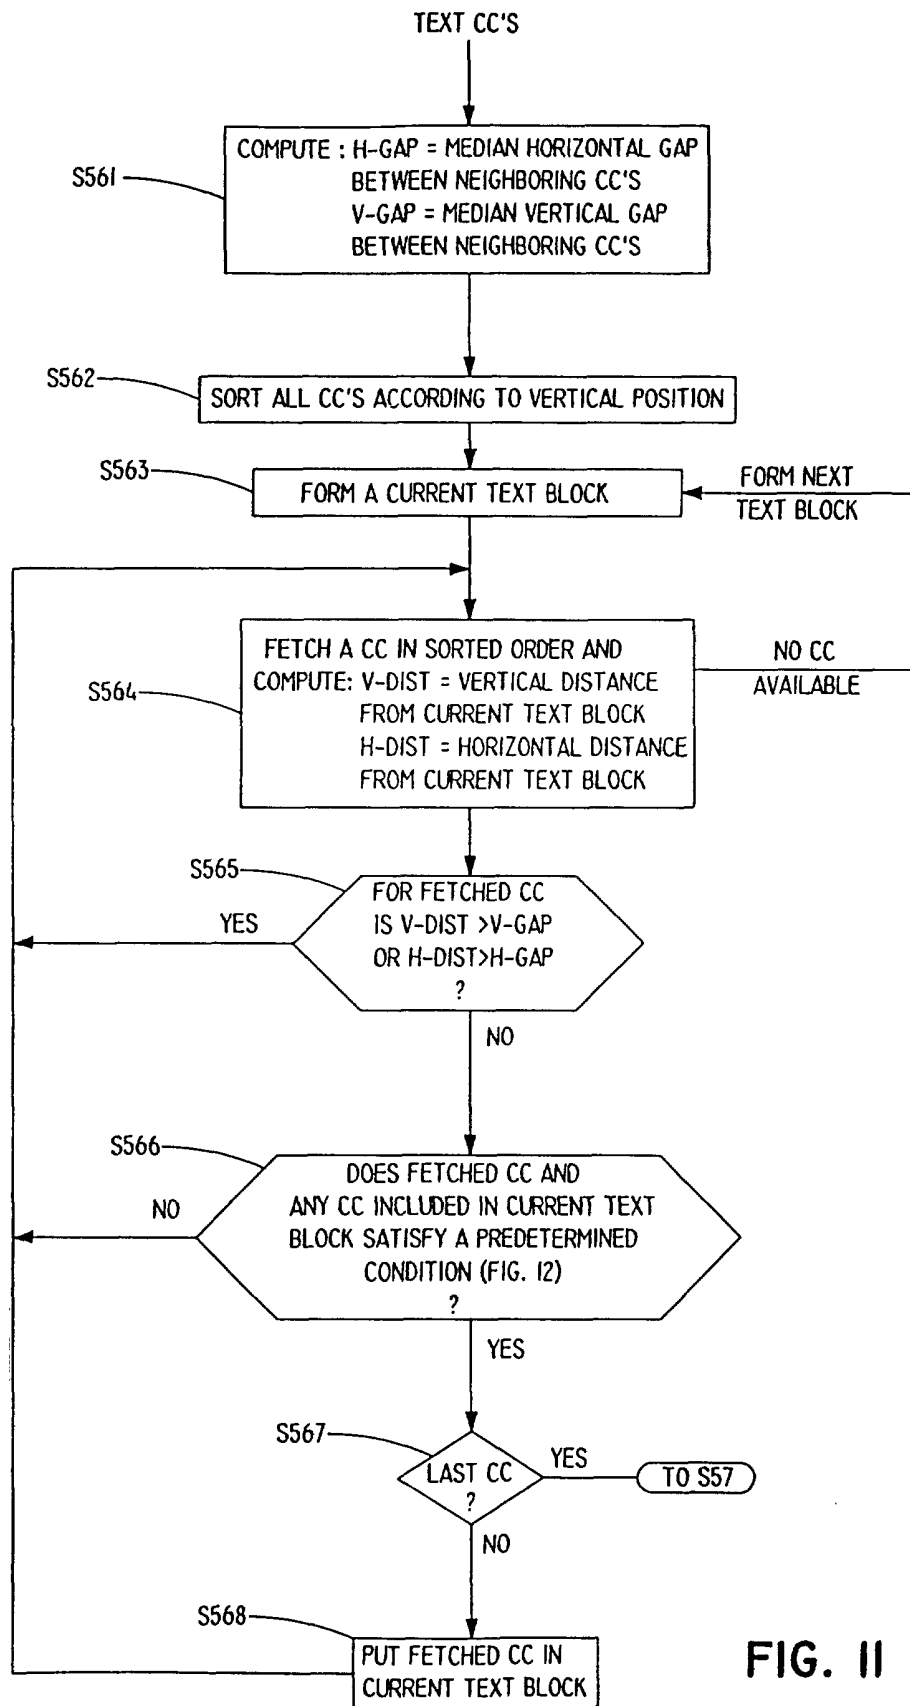 TEXT CC'S
S561
COMPUTE : H-GAP = MEDIAN HORIZONTAL GAP
BETWEEN NEIGHBORING CC'S
V-GAP = MEDIAN VERTICAL GAP
BETWEEN NEIGHBORING CC'S
S562
SORT ALL CC'S ACCORDING TO VERTICAL POSITION
S563
FORM A CURRENT TEXT BLOCK
FORM NEXT
TEXT BLOCK
S564
FETCH A CC IN SORTED ORDER AND
COMPUTE: V-DIST = VERTICAL DISTANCE
FROM CURRENT TEXT BLOCK
H-DIST = HORIZONTAL DISTANCE
FROM CURRENT TEXT BLOCK
NO CC
AVAILABLE
S565
FOR FETCHED CC
IS V-DIST >V-GAP
OR H-DIST>H-GAP
?
YES
NO
S566
DOES FETCHED CC AND
ANY CC INCLUDED IN CURRENT TEXT
BLOCK SATISFY A PREDETERMINED
CONDITION (FIG. 12)
?
NO
YES
S567
LAST CC
?
YES
TO S57
NO
S568
PUT FETCHED CC IN
CURRENT TEXT BLOCK
FIG. 11